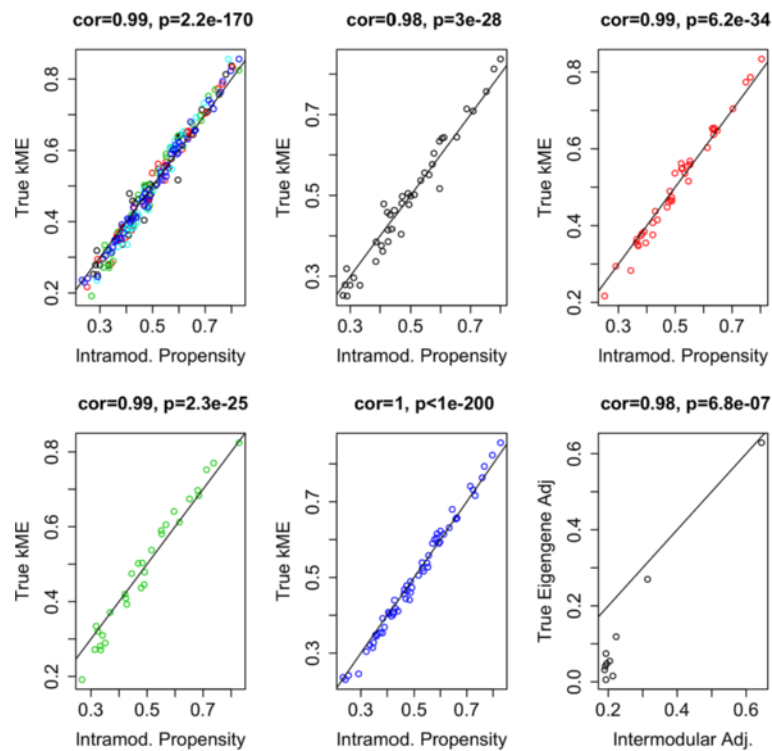 cor=0.99, p=2.2e-170
True kME
0.2 0.4 0.6 0.8
0.3 0.5 0.7
Intramod. Propensity
cor=0.98, p=3e-28
True kME
0.3 0.5 0.7
0.3 0.5 0.7
Intramod. Propensity
cor=0.99, p=6.2e-34
True kME
0.2 0.4 0.6 0.8
0.3 0.5 0.7
Intramod. Propensity
cor=0.99, p=2.3e-25
True kME
0.2 0.4 0.6 0.8
0.3 0.5 0.7
Intramod. Propensity
cor=1, p<1e-200
True kME
0.3 0.5 0.7
0.3 0.5 0.7
Intramod. Propensity
cor=0.98, p=6.8e-07
True Eigengene Adj
0.0 0.2 0.4 0.6
0.2 0.4 0.6
Intermodular Adj.